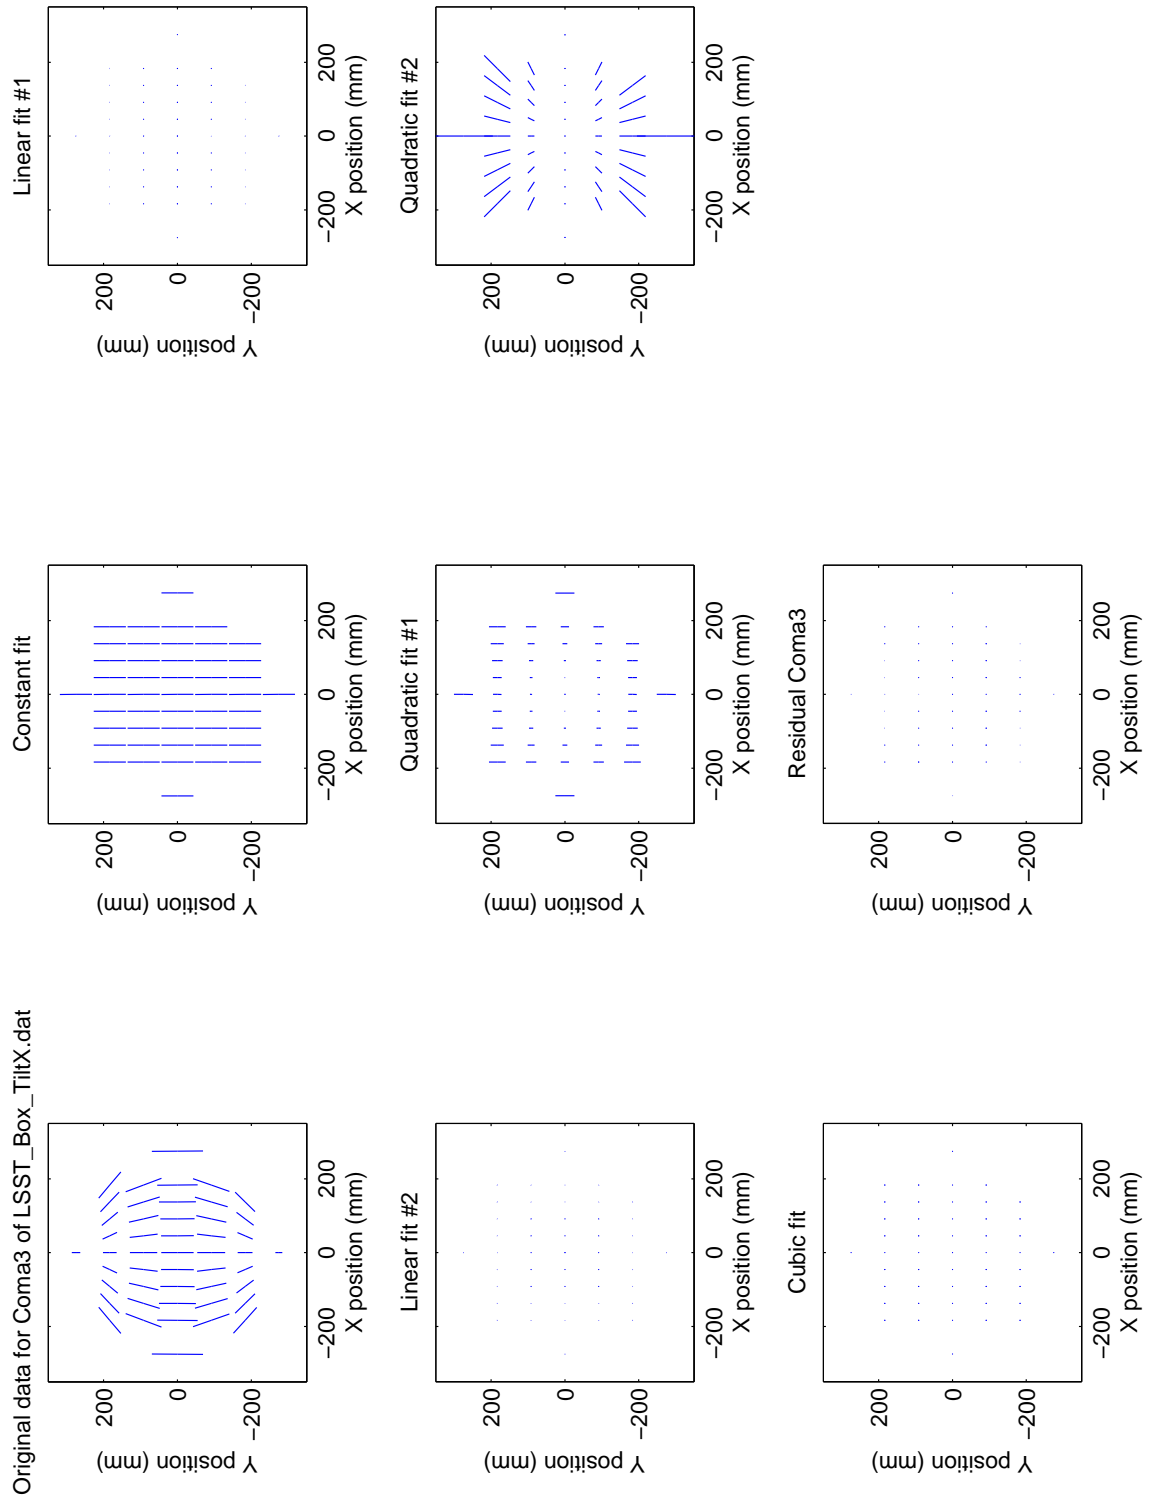 Original data for Coma3 of LSST_Box_TiltX.dat
Y position (mm)
200
0
−200
−200 0 200
X position (mm)
Constant fit
Y position (mm)
200
0
−200
−200 0 200
X position (mm)
Linear fit #1
Y position (mm)
200
0
−200
−200 0 200
X position (mm)
Linear fit #2
Y position (mm)
200
0
−200
−200 0 200
X position (mm)
Quadratic fit #1
Y position (mm)
200
0
−200
−200 0 200
X position (mm)
Quadratic fit #2
Y position (mm)
200
0
−200
−200 0 200
X position (mm)
Cubic fit
Y position (mm)
200
0
−200
−200 0 200
X position (mm)
Residual Coma3
Y position (mm)
200
0
−200
−200 0 200
X position (mm)